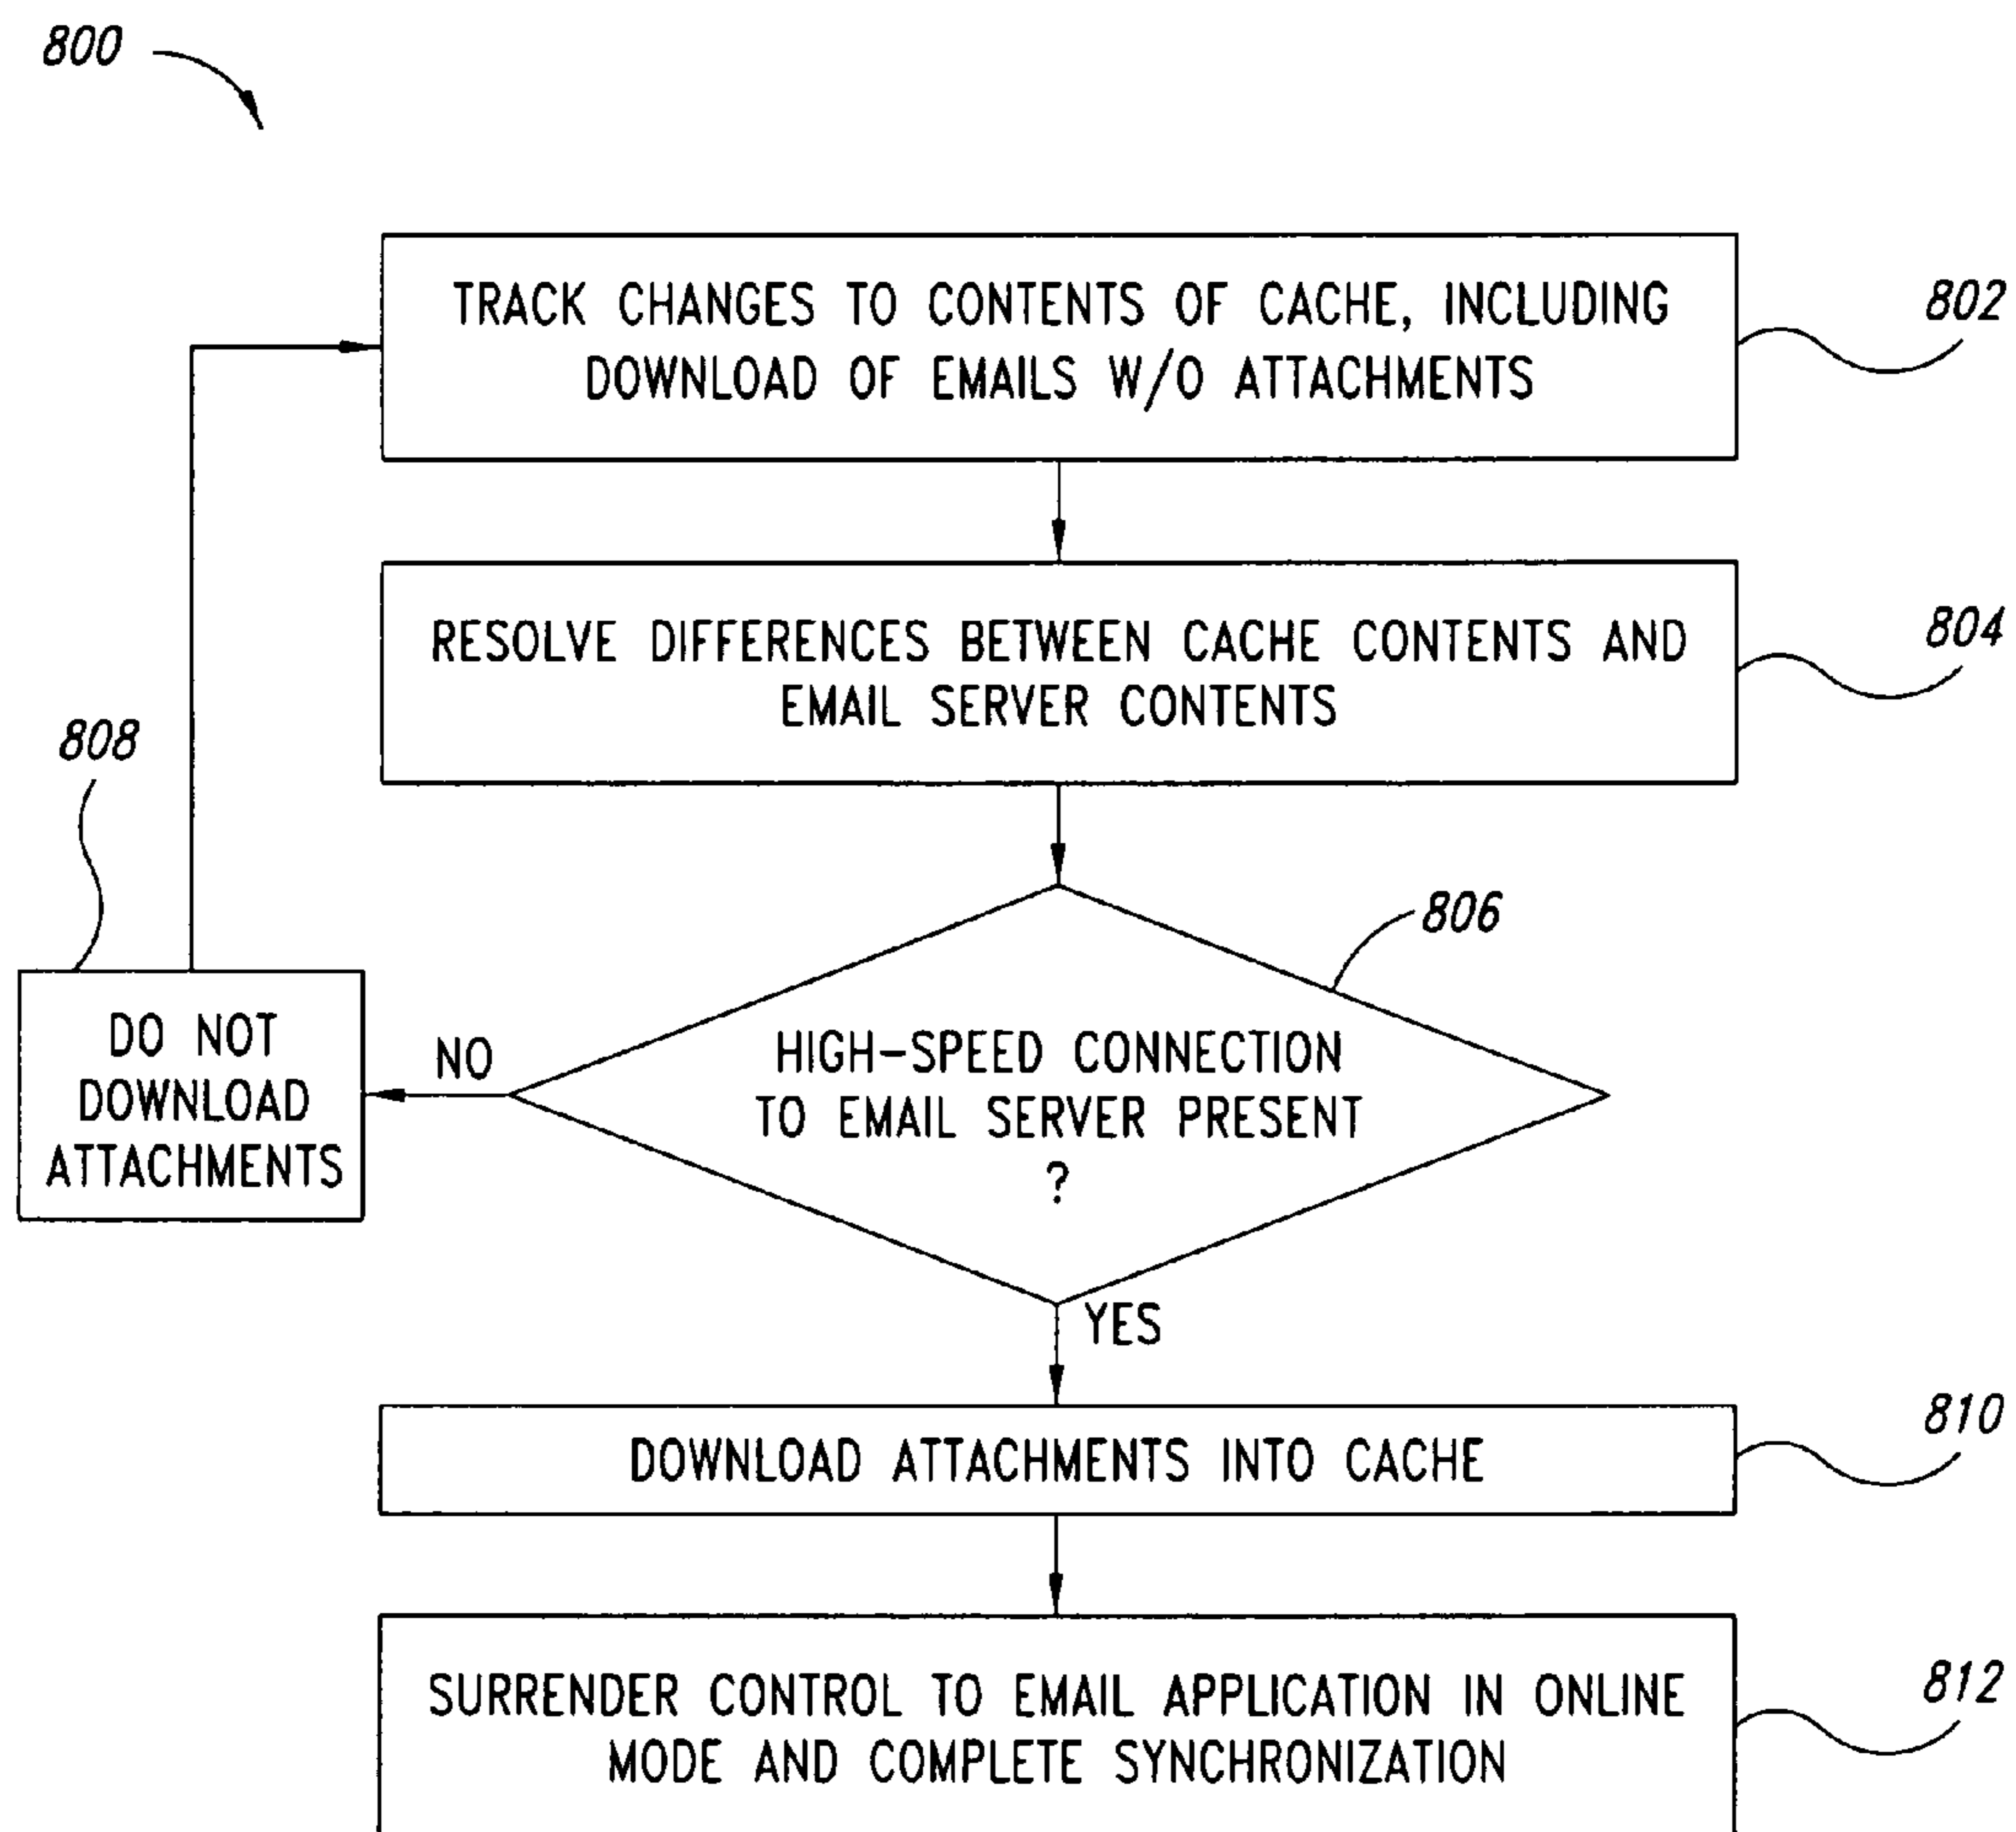 800
TRACK CHANGES TO CONTENTS OF CACHE, INCLUDING
DOWNLOAD OF EMAILS W/O ATTACHMENTS
802
RESOLVE DIFFERENCES BETWEEN CACHE CONTENTS AND
EMAIL SERVER CONTENTS
804
806
HIGH-SPEED CONNECTION
TO EMAIL SERVER PRESENT
?
NO
808
DO NOT
DOWNLOAD
ATTACHMENTS
YES
DOWNLOAD ATTACHMENTS INTO CACHE
810
SURRENDER CONTROL TO EMAIL APPLICATION IN ONLINE
MODE AND COMPLETE SYNCHRONIZATION
812